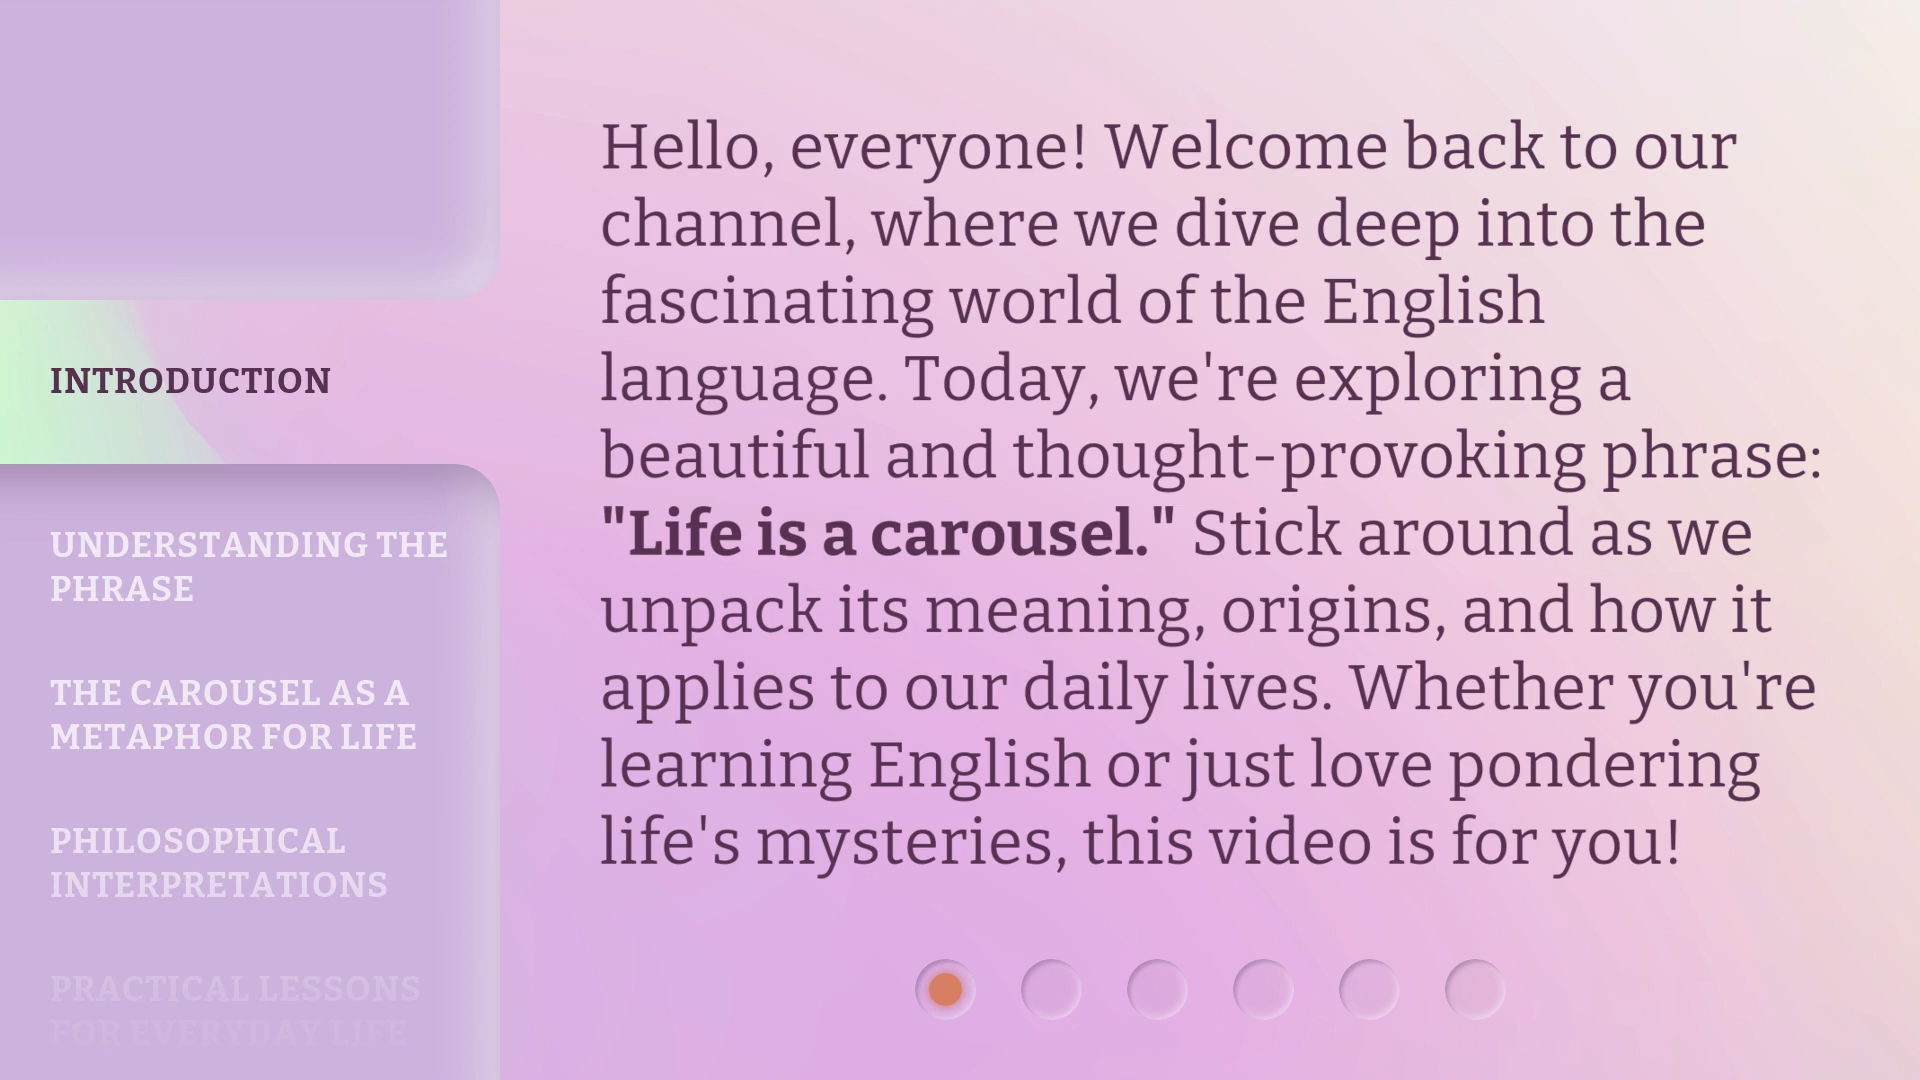 INTRODUCTION
UNDERSTANDING THE
PHRASE
THE CAROUSEL AS A
METAPHOR FOR LIFE
PHILOSOPHICAL
INTERPRETATIONS
PRACTICAL LESSONS
FOR EVERYDAY LIFE
Hello, everyone! Welcome back to our
channel, where we dive deep into the
fascinating world of the English
language. Today, we're exploring a
beautiful and thought-provoking phrase:
"Life is a carousel." Stick around as we
unpack its meaning, origins, and how it
applies to our daily lives. Whether you're
learning English or just love pondering
life's mysteries, this video is for you!